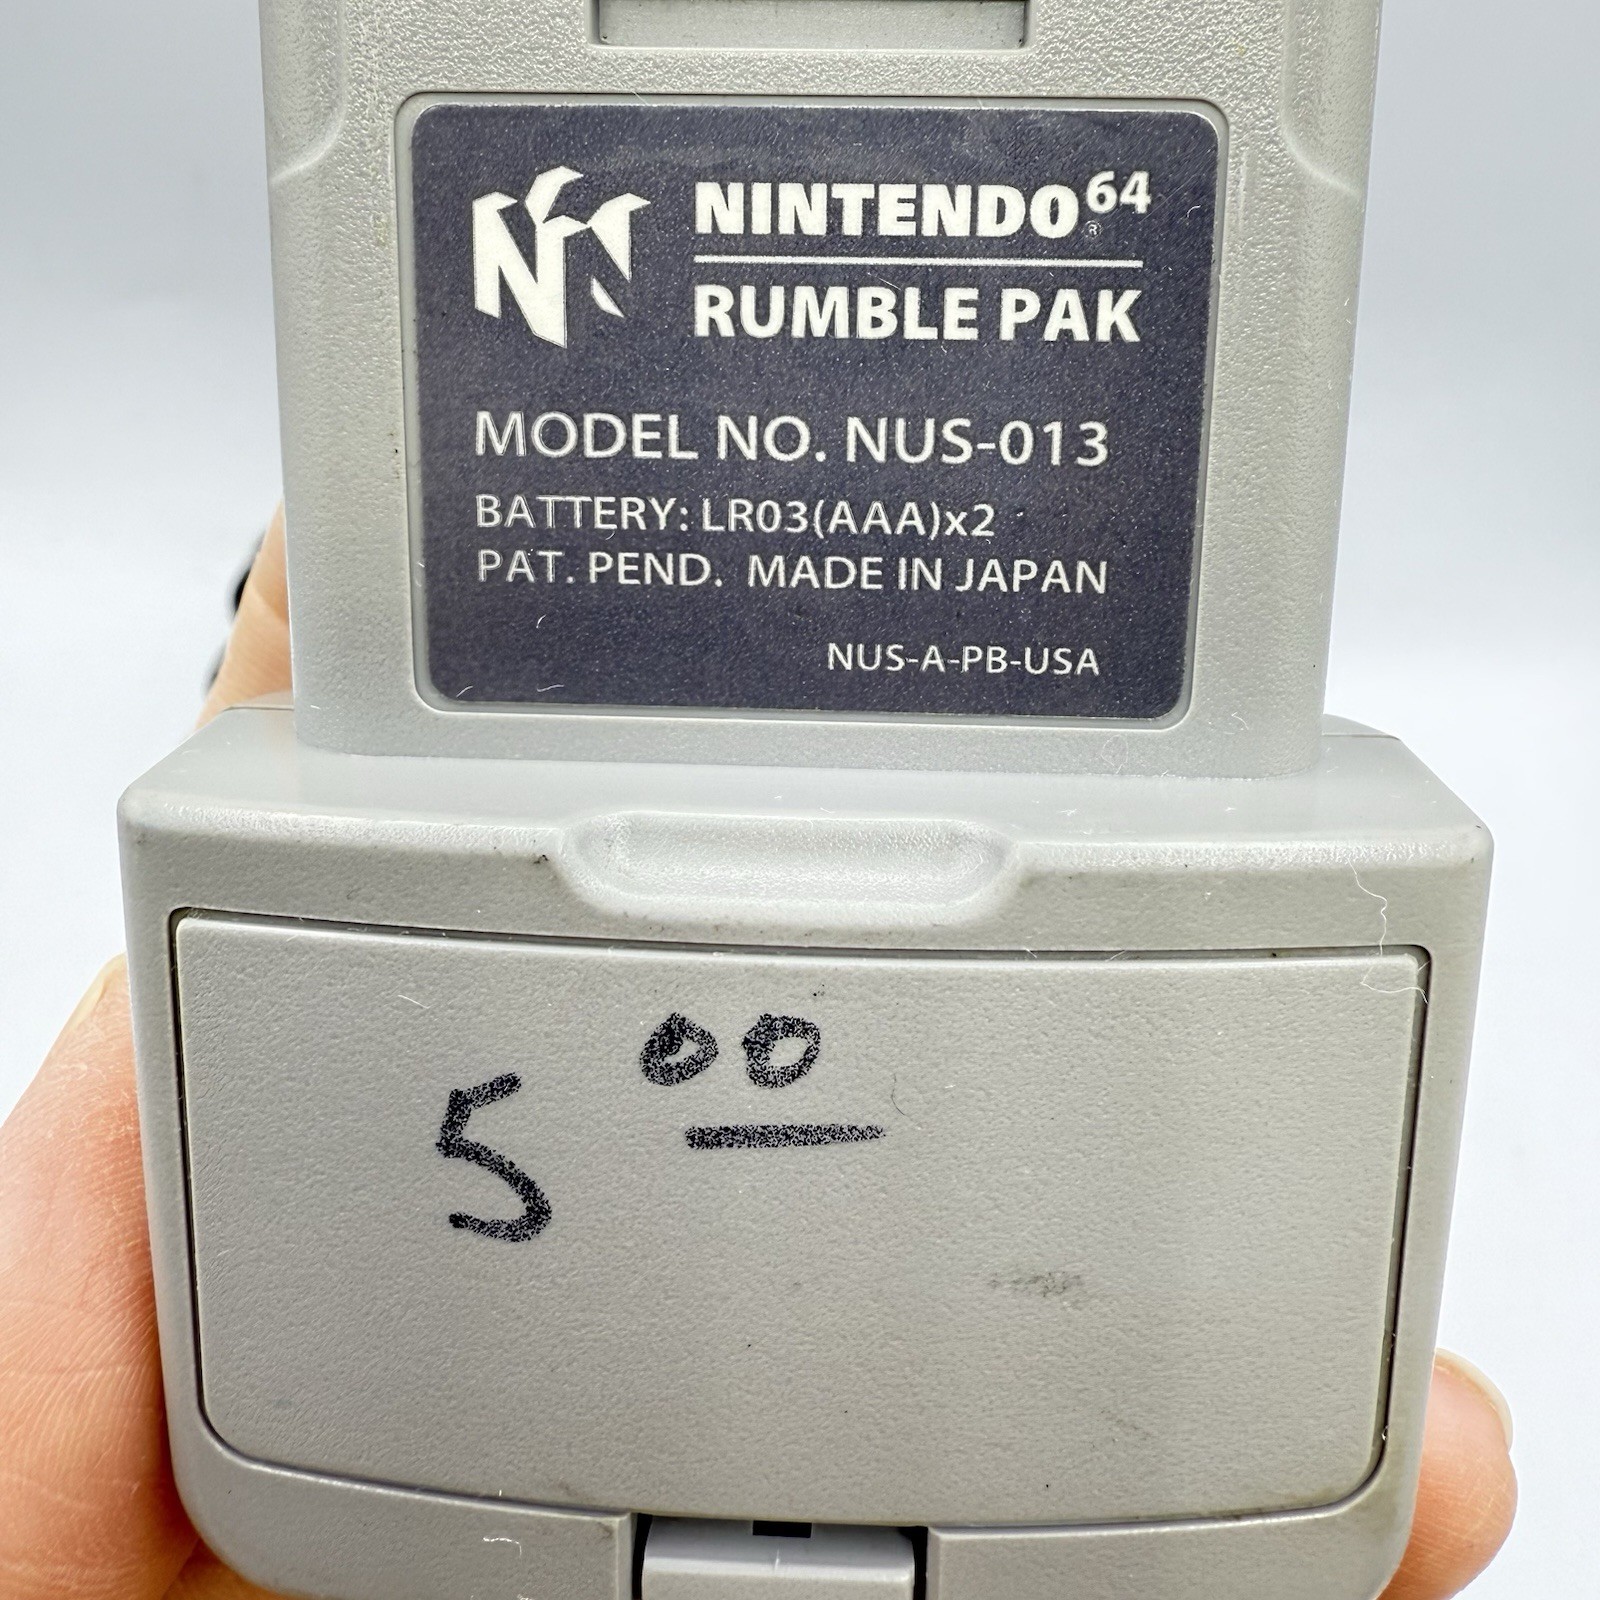 NINTENDO64®
RUMBLE PAK
MODEL NO. NUS-013
BATTERY: LR03(AAA)x2
PAT. PEND. MADE IN JAPAN
NUS-A-PB-USA
5 00